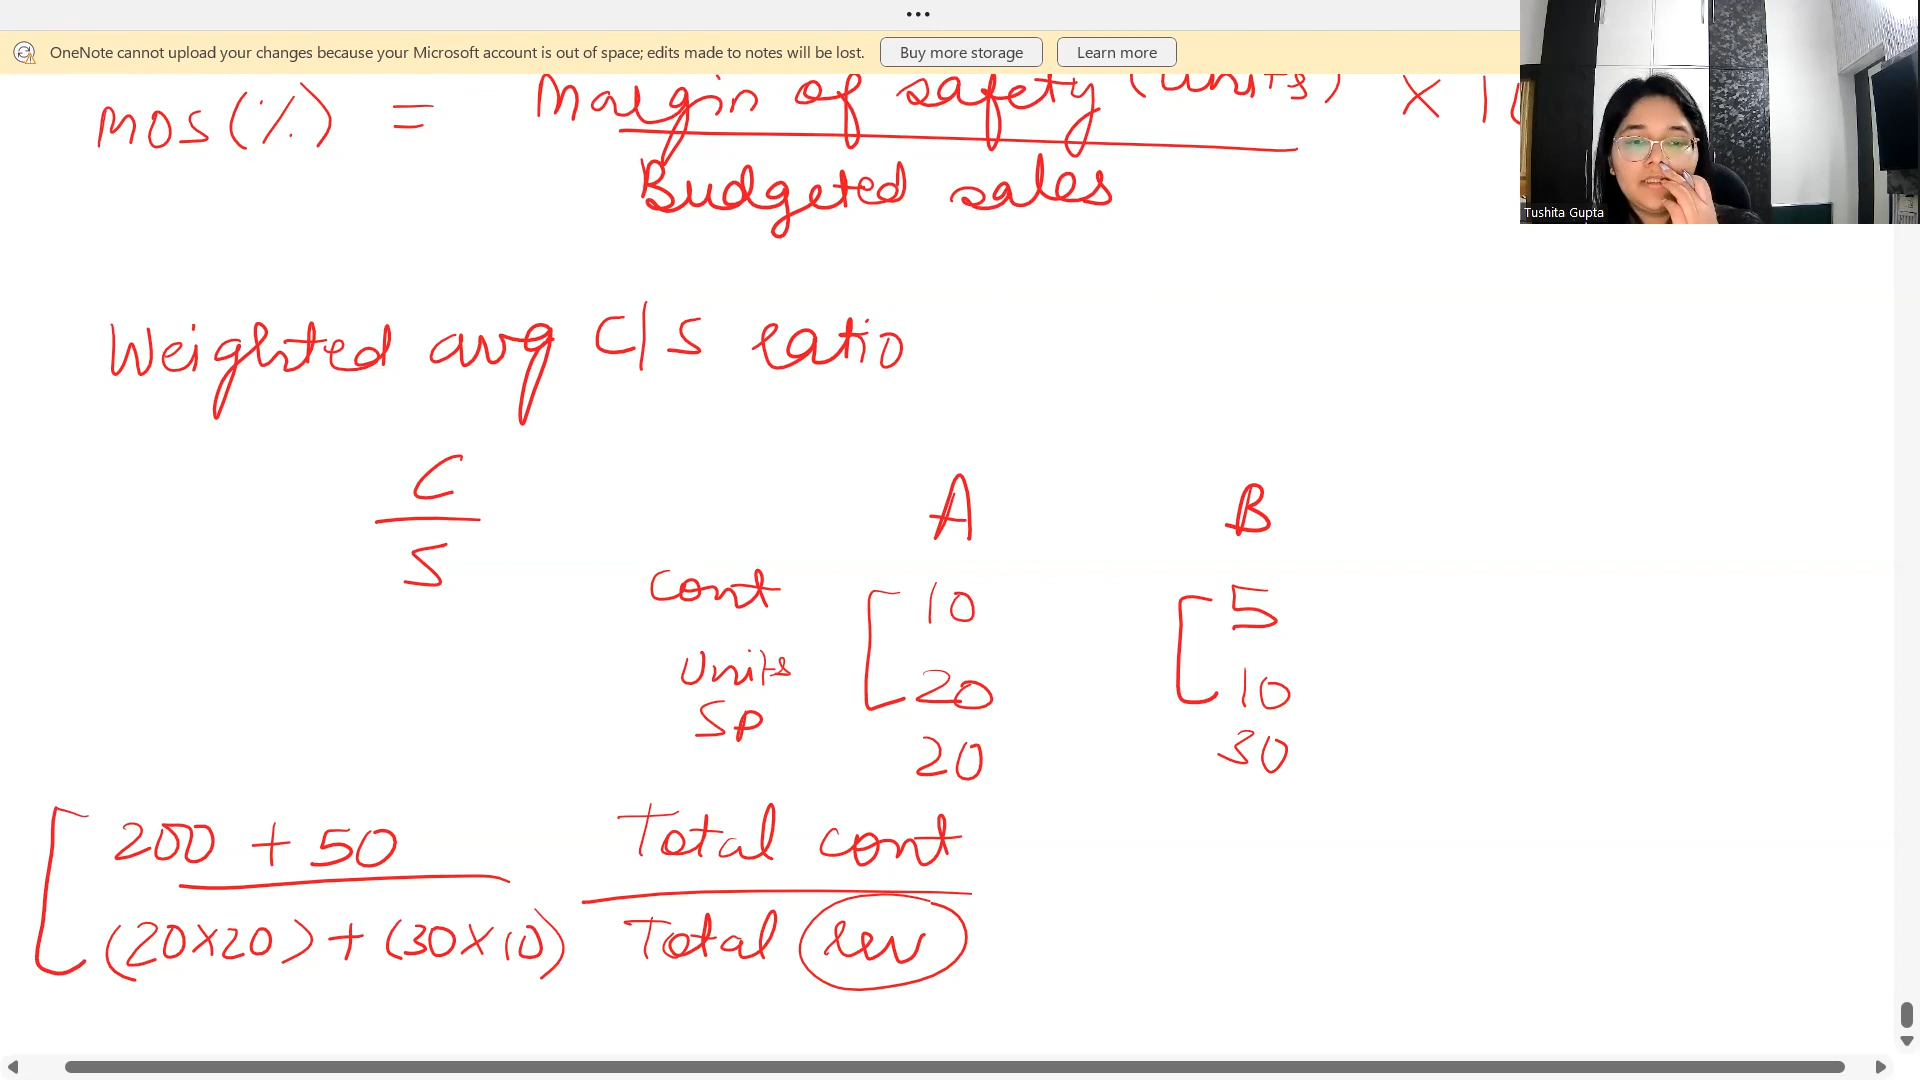 •••
OneNote cannot upload your changes because your Microsoft account is out of space; edits made to notes will be lost. Buy more storage Learn more
Tushita Gupta
MOS(%) = Margin of safety (units) × 10
Budgeted sales
Weighted avg C/S ratio
C
S
A B
Cont 10 5
Units 20 10
SP 20 30
200 + 50 Total cont
(20×20) + (30×10) Total rev